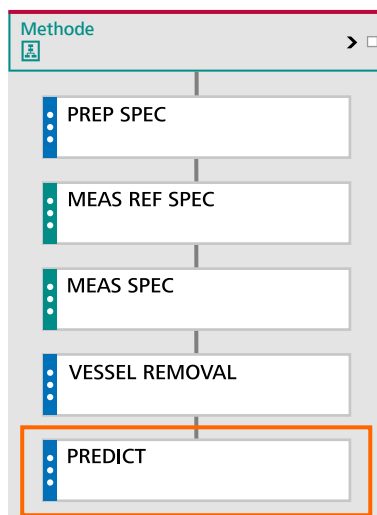 Methode
PREP SPEC
MEAS REF SPEC
MEAS SPEC
VESSEL REMOVAL
PREDICT